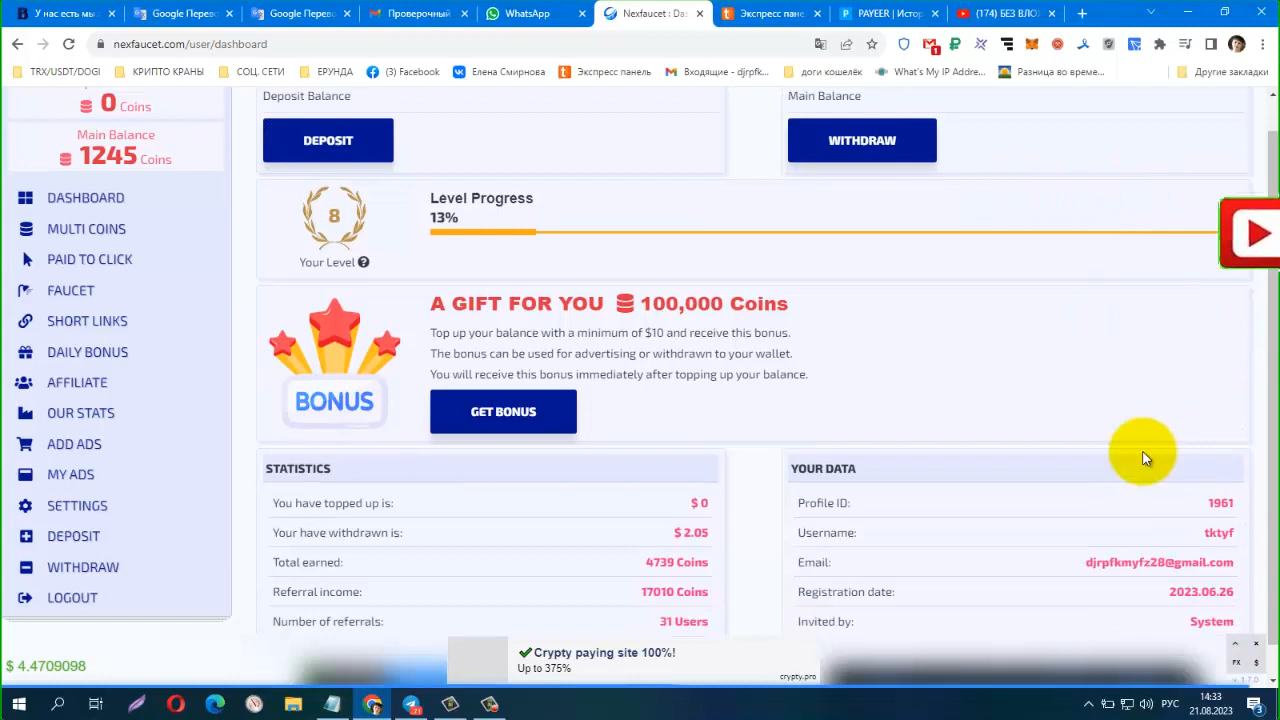 У нас есть мы
Google Перево
Google Перево
Проверочный
WhatsApp
Nexfaucet : Da
Экспресс пане
PAYEER | Истор
(174) БЕЗ ВЛО
nexfaucet.com/user/dashboard
TRX/USDT/DOGI
КРИПТО КРАНЫ
СОЦ. СЕТИ
ЕРУНДА
(3) Facebook
Елена Смирнова
Экспресс панель
Входящие - djrpfk...
доги кошелёк
What's My IP Addre...
Разница во време...
Другие закладки
0 Coins
Main Balance
1245 Coins
DASHBOARD
MULTI COINS
PAID TO CLICK
FAUCET
SHORT LINKS
DAILY BONUS
AFFILIATE
OUR STATS
ADD ADS
MY ADS
SETTINGS
DEPOSIT
WITHDRAW
LOGOUT
$ 4.4709098
Deposit Balance
Main Balance
DEPOSIT
WITHDRAW
8
Your Level
Level Progress
13%
BONUS
A GIFT FOR YOU 100,000 Coins
Top up your balance with a minimum of $10 and receive this bonus.
The bonus can be used for advertising or withdrawn to your wallet.
You will receive this bonus immediately after topping up your balance.
GET BONUS
STATISTICS
You have topped up is: $ 0
Your have withdrawn is: $ 2.05
Total earned: 4739 Coins
Referral income: 17010 Coins
Number of referrals: 31 Users
YOUR DATA
Profile ID: 1961
Username: tktyf
Email: djrpfkmyfz28@gmail.com
Registration date: 2023.06.26
Invited by: System
Crypty paying site 100%!
Up to 375%
crypty.pro
PX $
v.1.7.0
РУС
14:33
21.08.2023